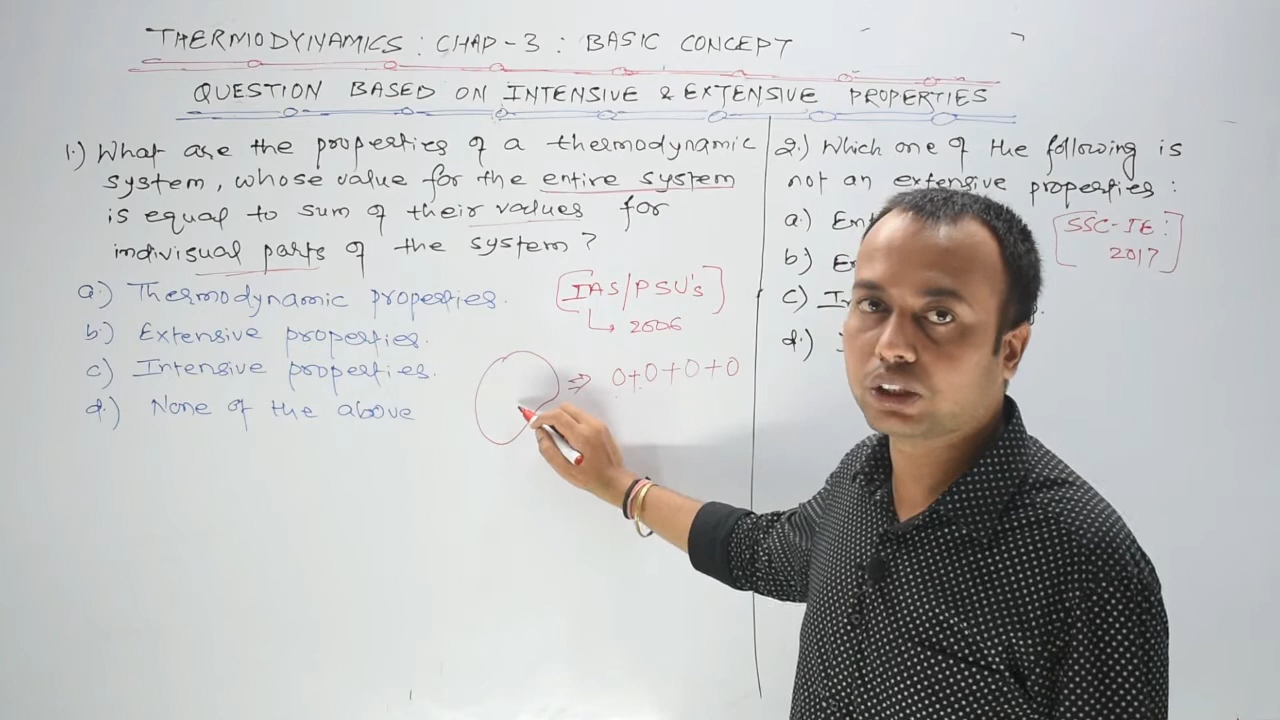 THERMODYNAMICS : CHAP-3 : BASIC CONCEPT
QUESTION BASED ON INTENSIVE & EXTENSIVE PROPERTIES
1.) What are the properties of a thermodynamic
system, whose value for the entire system
is equal to sum of their values for
indivisual parts of the system?
a.) Thermodynamic properties.
b.) Extensive properties.
c.) Intensive properties.
d.) None of the above
[IAS/PSU's]
2006
0+0+0+0
2.) Which one of the following is
not an extensive properties :
a.)
b.)
c.)
d.)
[SSC-JE:
2017]